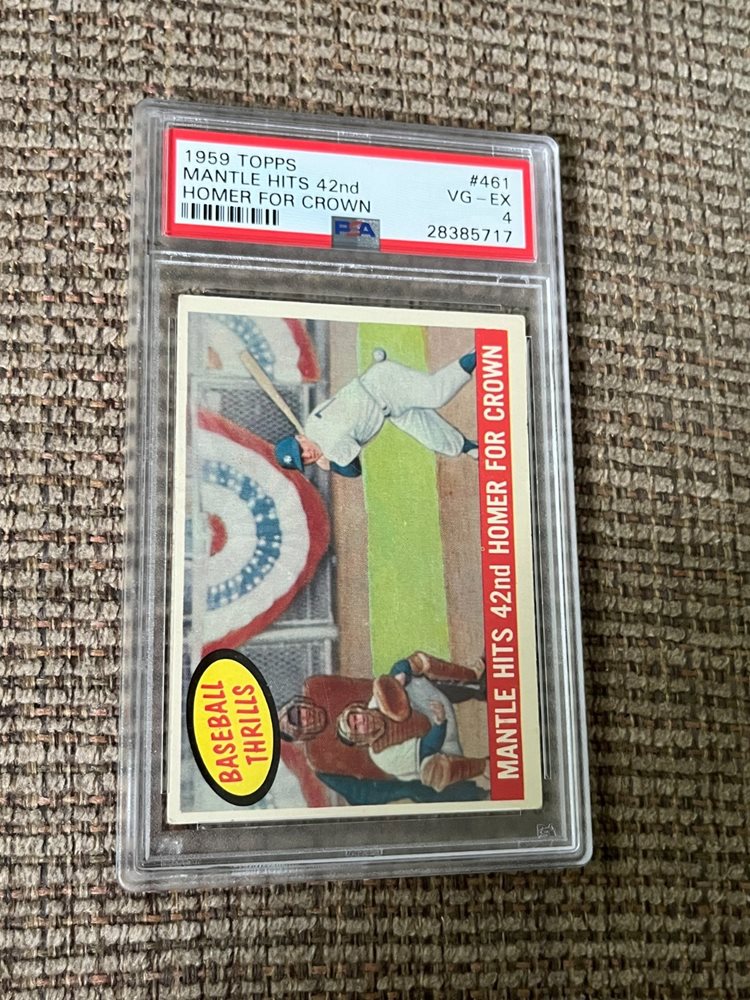 1959 TOPPS
MANTLE HITS 42nd
HOMER FOR CROWN
#461
VG-EX
4
28385717
PSA
BASEBALL
THRILLS
MANTLE HITS 42nd HOMER FOR CROWN